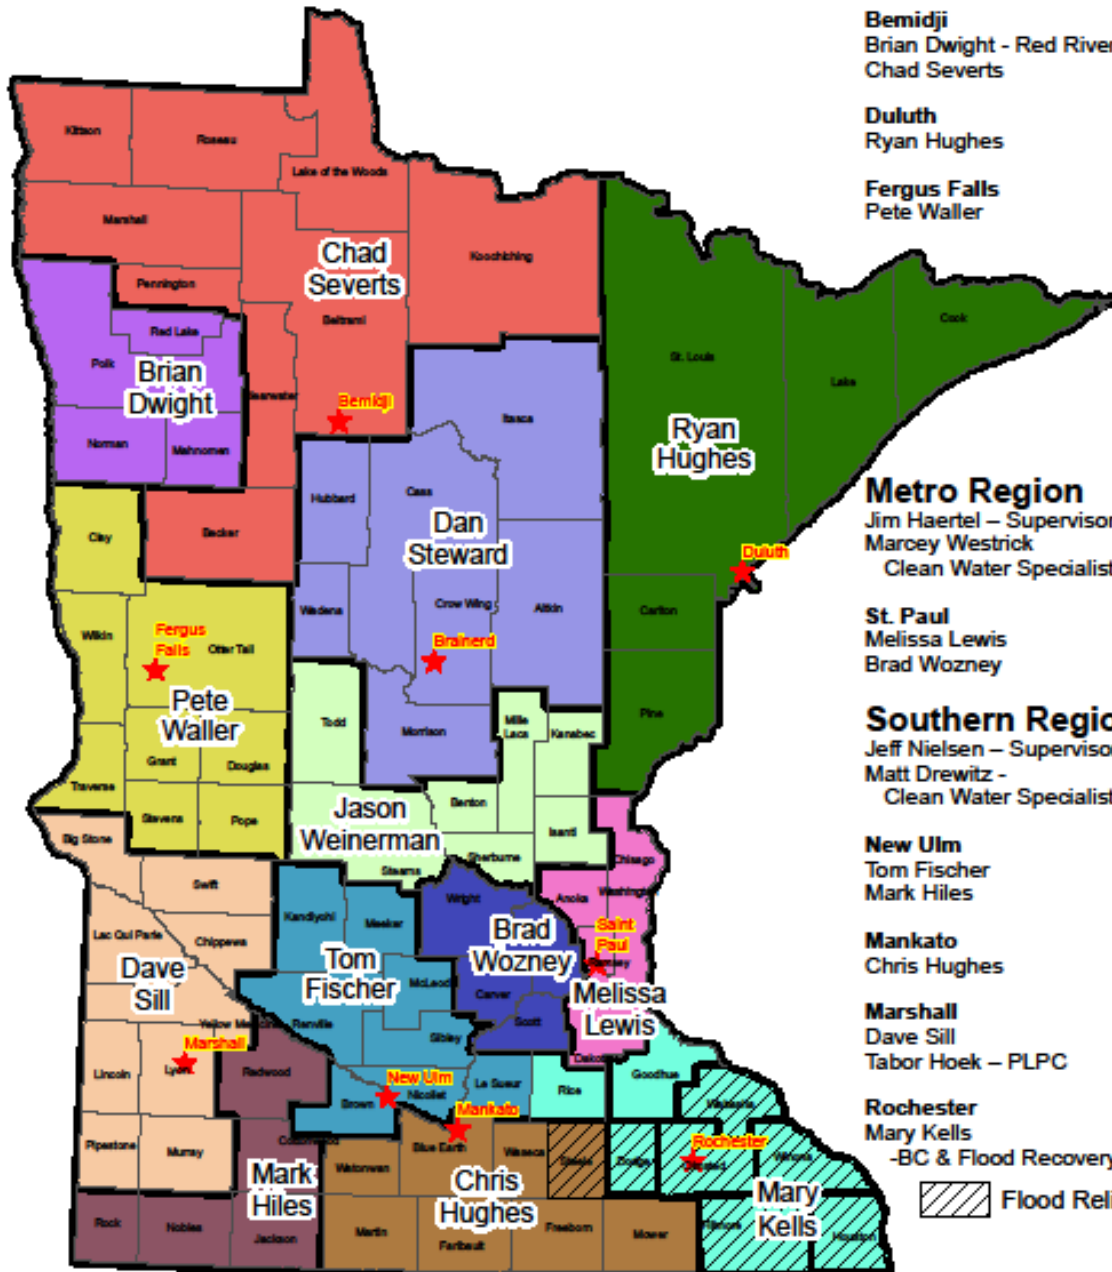 Bemidji
Brian Dwight - Red River
Chad Severts
Duluth
Ryan Hughes
Fergus Falls
Pete Waller
Metro Region
Jim Haertel – Supervisor
Marcey Westrick
Clean Water Specialist
St. Paul
Melissa Lewis
Brad Wozney
Southern Regio
Jeff Nielsen – Supervisor
Matt Drewitz -
Clean Water Specialist
New Ulm
Tom Fischer
Mark Hiles
Mankato
Chris Hughes
Marshall
Dave Sill
Tabor Hoek – PLPC
Rochester
Mary Kells
-BC & Flood Recovery
Flood Reli
Kittson
Roseau
Lake of the Woods
Marshall
Koochiching
Chad
Severts
Pennington
Beltrami
Red Lake
Polk
Brian
Dwight
Clearwater
Bemidji
Norman
Mahnomen
Cook
St. Louis
Lake
Itasca
Ryan
Hughes
Hubbard
Cass
Clay
Becker
Dan
Steward
Duluth
Wadena
Crow Wing
Aitkin
Carlton
Wilkin
Fergus
Falls
Otter Tail
Brainerd
Pete
Waller
Todd
Morrison
Mille
Lacs
Kanabec
Pine
Grant
Douglas
Traverse
Stevens
Pope
Jason
Weinerman
Benton
Isanti
Big Stone
Stearns
Sherburne
Chisago
Swift
Wright
Anoka
Washington
Kandiyohi
Meeker
Brad
Wozney
Saint
Paul
Ramsey
Lac Qui Parle
Chippewa
Dave
Sill
Tom
Fischer
McLeod
Carver
Melissa
Lewis
Scott
Renville
Yellow Medicine
Sibley
Dakota
Marshall
Lincoln
Lyon
Redwood
New Ulm
Nicollet
Brown
Le Sueur
Rice
Goodhue
Wabasha
Mankato
Cottonwood
Pipestone
Murray
Watonwan
Blue Earth
Waseca
Steele
Dodge
Rochester
Olmsted
Winona
Mark
Hiles
Chris
Hughes
Mary
Kells
Rock
Nobles
Jackson
Martin
Faribault
Freeborn
Mower
Fillmore
Houston